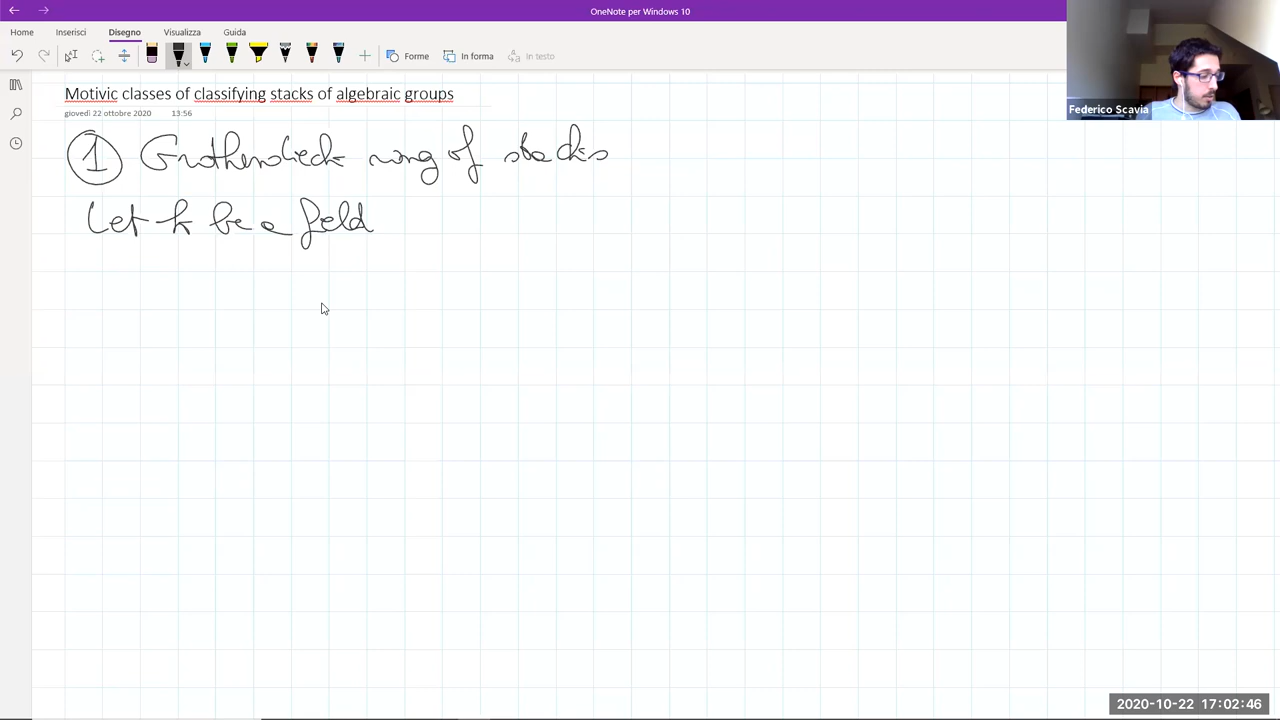 OneNote per Windows 10
Home Inserisci Disegno Visualizza Guida
Forme In forma In testo
Federico Scavia
Motivic classes of classifying stacks of algebraic groups
giovedì 22 ottobre 2020 13:56
① Grothendieck ring of stacks
Let k be a field
2020-10-22 17:02:46